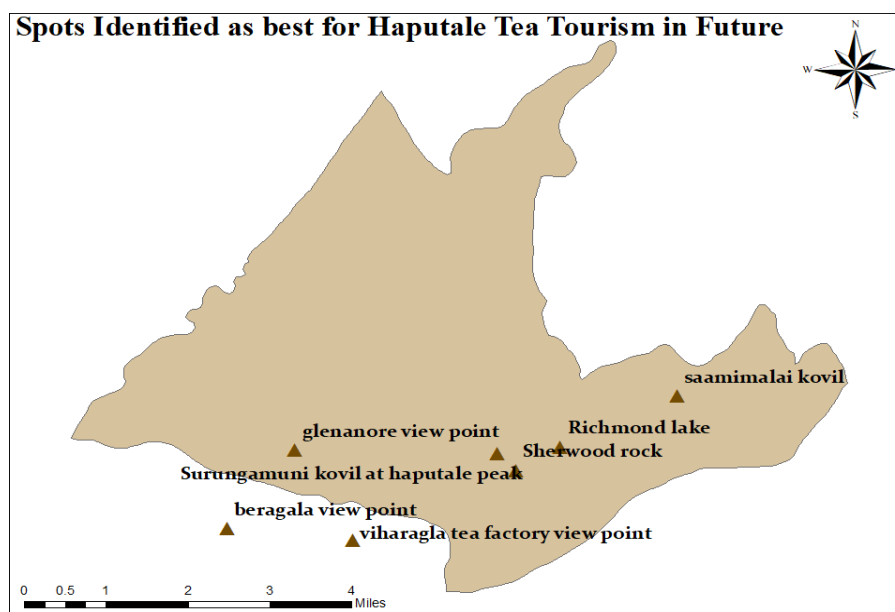 Spots Identified as best for Haputale Tea Tourism in Future
N
W
S
saamimalai kovil
Richmond lake
glenanore view point
Sherwood rock
Surungamuni kovil at haputale peak
beragala view point
viharagla tea factory view point
0 0.5 1 2 3 4
Miles